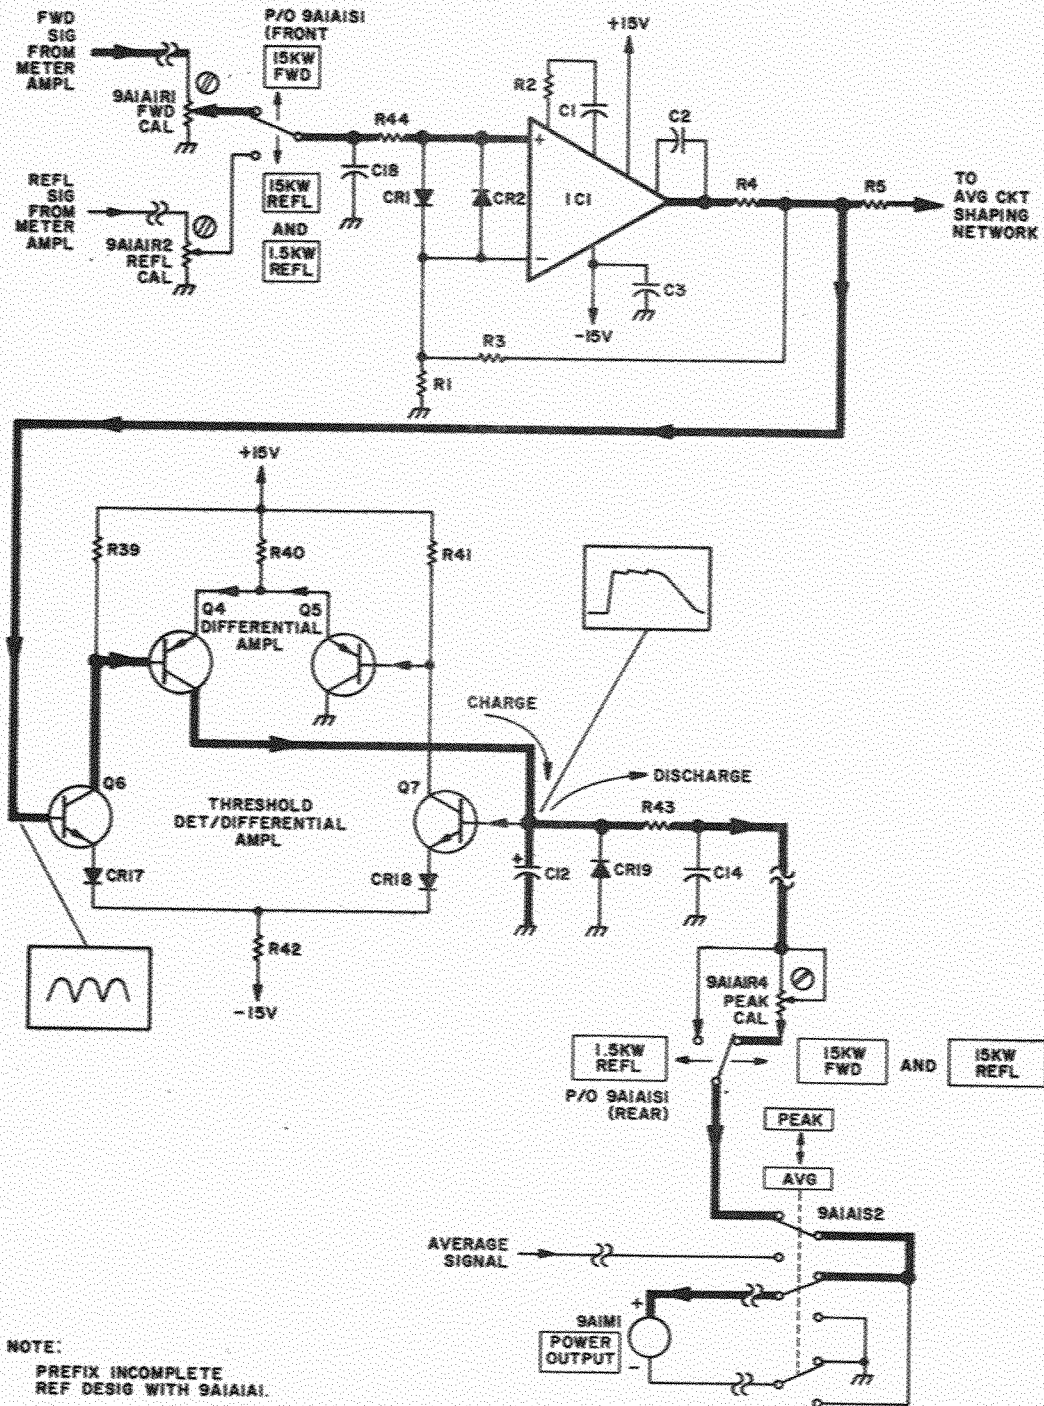 FWD
SIG
FROM
METER
AMPL
P/O 9A1A1S1
(FRONT
15KW
FWD
+15V
9A1A1R1
FWD
CAL
R44
R2
C1
C2
REFL
SIG
FROM
METER
AMPL
15KW
REFL
AND
1.5KW
REFL
C18
CR1
CR2
+
IC1
-
R4
R5
TO
AVG CKT
SHAPING
NETWORK
9A1A1R2
REFL
CAL
C3
-15V
R3
R1
+15V
R39
R40
R41
Q4
Q5
DIFFERENTIAL
AMPL
CHARGE
DISCHARGE
Q6
THRESHOLD
DET/DIFFERENTIAL
AMPL
Q7
R43
CR17
CR18
+
C12
CR19
C14
R42
-15V
9A1A1R4
PEAK
CAL
1.5KW
REFL
15KW
FWD
AND
15KW
REFL
P/O 9A1A1S1
(REAR)
PEAK
AVG
9A1A1S2
AVERAGE
SIGNAL
9A1M1
POWER
OUTPUT
+
-
NOTE:
PREFIX INCOMPLETE
REF DESIG WITH 9A1A1A1.